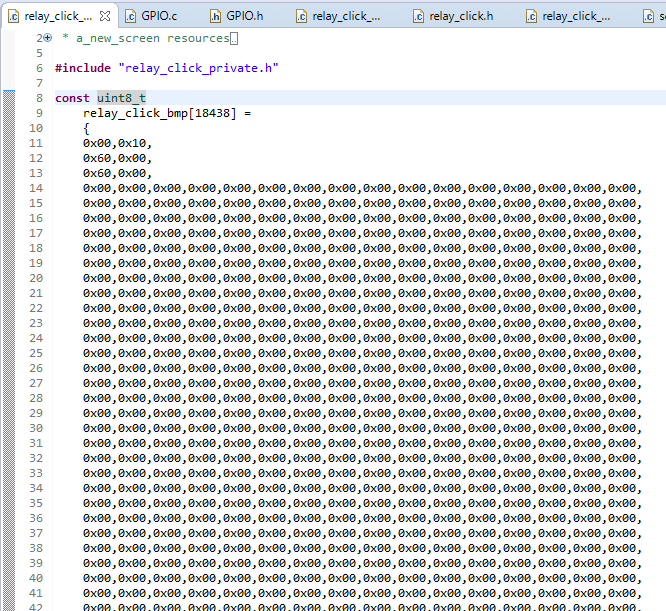 relay_click_... GPIO.c GPIO.h relay_click_... relay_click.h relay_click_... s
2 * a_new_screen resources
5
6 #include "relay_click_private.h"
7
8 const uint8_t
9 relay_click_bmp[18438] =
10 {
11 0x00,0x10,
12 0x60,0x00,
13 0x60,0x00,
14 0x00,0x00,0x00,0x00,0x00,0x00,0x00,0x00,0x00,0x00,0x00,0x00,0x00,0x00,0x00,0x00,
15 0x00,0x00,0x00,0x00,0x00,0x00,0x00,0x00,0x00,0x00,0x00,0x00,0x00,0x00,0x00,0x00,
16 0x00,0x00,0x00,0x00,0x00,0x00,0x00,0x00,0x00,0x00,0x00,0x00,0x00,0x00,0x00,0x00,
17 0x00,0x00,0x00,0x00,0x00,0x00,0x00,0x00,0x00,0x00,0x00,0x00,0x00,0x00,0x00,0x00,
18 0x00,0x00,0x00,0x00,0x00,0x00,0x00,0x00,0x00,0x00,0x00,0x00,0x00,0x00,0x00,0x00,
19 0x00,0x00,0x00,0x00,0x00,0x00,0x00,0x00,0x00,0x00,0x00,0x00,0x00,0x00,0x00,0x00,
20 0x00,0x00,0x00,0x00,0x00,0x00,0x00,0x00,0x00,0x00,0x00,0x00,0x00,0x00,0x00,0x00,
21 0x00,0x00,0x00,0x00,0x00,0x00,0x00,0x00,0x00,0x00,0x00,0x00,0x00,0x00,0x00,0x00,
22 0x00,0x00,0x00,0x00,0x00,0x00,0x00,0x00,0x00,0x00,0x00,0x00,0x00,0x00,0x00,0x00,
23 0x00,0x00,0x00,0x00,0x00,0x00,0x00,0x00,0x00,0x00,0x00,0x00,0x00,0x00,0x00,0x00,
24 0x00,0x00,0x00,0x00,0x00,0x00,0x00,0x00,0x00,0x00,0x00,0x00,0x00,0x00,0x00,0x00,
25 0x00,0x00,0x00,0x00,0x00,0x00,0x00,0x00,0x00,0x00,0x00,0x00,0x00,0x00,0x00,0x00,
26 0x00,0x00,0x00,0x00,0x00,0x00,0x00,0x00,0x00,0x00,0x00,0x00,0x00,0x00,0x00,0x00,
27 0x00,0x00,0x00,0x00,0x00,0x00,0x00,0x00,0x00,0x00,0x00,0x00,0x00,0x00,0x00,0x00,
28 0x00,0x00,0x00,0x00,0x00,0x00,0x00,0x00,0x00,0x00,0x00,0x00,0x00,0x00,0x00,0x00,
29 0x00,0x00,0x00,0x00,0x00,0x00,0x00,0x00,0x00,0x00,0x00,0x00,0x00,0x00,0x00,0x00,
30 0x00,0x00,0x00,0x00,0x00,0x00,0x00,0x00,0x00,0x00,0x00,0x00,0x00,0x00,0x00,0x00,
31 0x00,0x00,0x00,0x00,0x00,0x00,0x00,0x00,0x00,0x00,0x00,0x00,0x00,0x00,0x00,0x00,
32 0x00,0x00,0x00,0x00,0x00,0x00,0x00,0x00,0x00,0x00,0x00,0x00,0x00,0x00,0x00,0x00,
33 0x00,0x00,0x00,0x00,0x00,0x00,0x00,0x00,0x00,0x00,0x00,0x00,0x00,0x00,0x00,0x00,
34 0x00,0x00,0x00,0x00,0x00,0x00,0x00,0x00,0x00,0x00,0x00,0x00,0x00,0x00,0x00,0x00,
35 0x00,0x00,0x00,0x00,0x00,0x00,0x00,0x00,0x00,0x00,0x00,0x00,0x00,0x00,0x00,0x00,
36 0x00,0x00,0x00,0x00,0x00,0x00,0x00,0x00,0x00,0x00,0x00,0x00,0x00,0x00,0x00,0x00,
37 0x00,0x00,0x00,0x00,0x00,0x00,0x00,0x00,0x00,0x00,0x00,0x00,0x00,0x00,0x00,0x00,
38 0x00,0x00,0x00,0x00,0x00,0x00,0x00,0x00,0x00,0x00,0x00,0x00,0x00,0x00,0x00,0x00,
39 0x00,0x00,0x00,0x00,0x00,0x00,0x00,0x00,0x00,0x00,0x00,0x00,0x00,0x00,0x00,0x00,
40 0x00,0x00,0x00,0x00,0x00,0x00,0x00,0x00,0x00,0x00,0x00,0x00,0x00,0x00,0x00,0x00,
41 0x00,0x00,0x00,0x00,0x00,0x00,0x00,0x00,0x00,0x00,0x00,0x00,0x00,0x00,0x00,0x00,